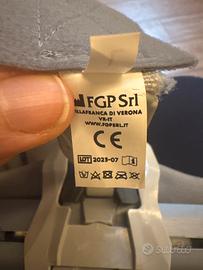 FGP Srl
VILLAFRANCA DI VERONA
VR-IT
WWW.FGPSRL.IT
CE
LOT 2023-07
subito